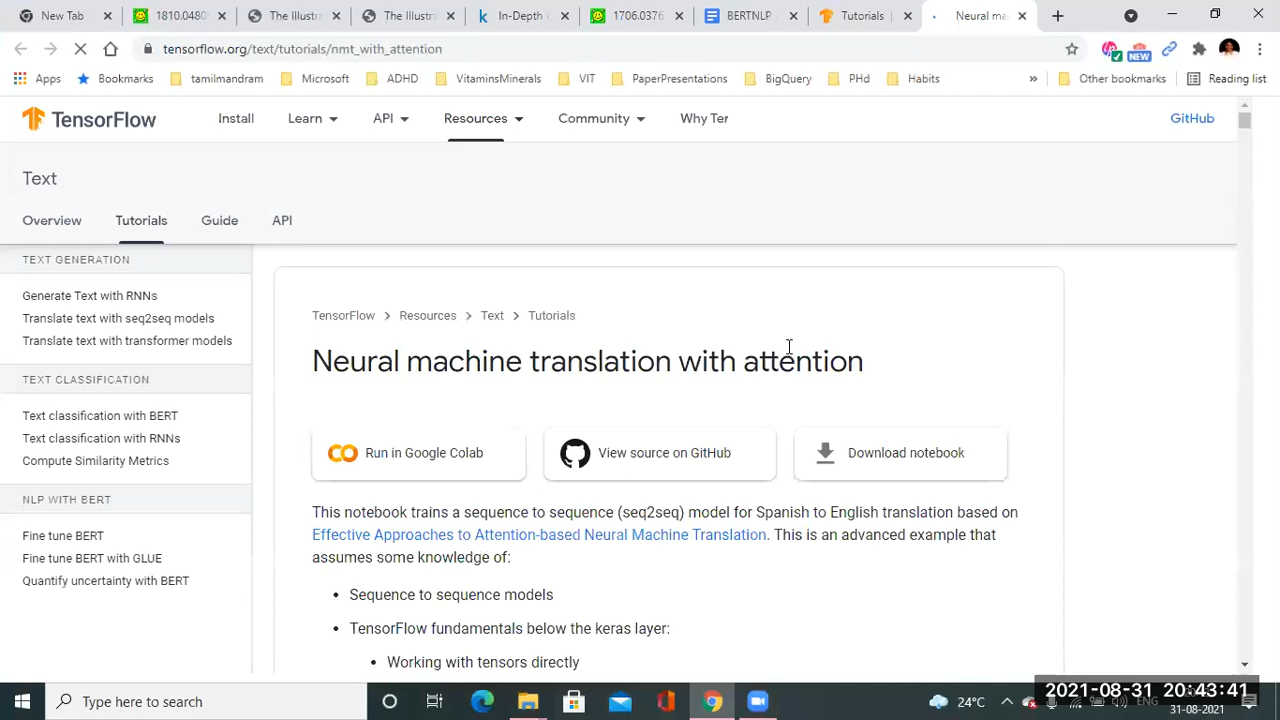 New Tab
1810.0480
The Illustra
The Illustr
In-Depth
1706.0376
BERTNLP
Tutorials
Neural ma
tensorflow.org/text/tutorials/nmt_with_attention
NEW
Apps
Bookmarks
tamilmandram
Microsoft
ADHD
VitaminsMinerals
VIT
PaperPresentations
BigQuery
PHd
Habits
»
Other bookmarks
Reading list
TensorFlow
Install
Learn
API
Resources
Community
Why Ter
GitHub
Text
Overview
Tutorials
Guide
API
TEXT GENERATION
Generate Text with RNNs
Translate text with seq2seq models
Translate text with transformer models
TEXT CLASSIFICATION
Text classification with BERT
Text classification with RNNs
Compute Similarity Metrics
NLP WITH BERT
Fine tune BERT
Fine tune BERT with GLUE
Quantify uncertainty with BERT
TensorFlow > Resources > Text > Tutorials
Neural machine translation with attention
Run in Google Colab
View source on GitHub
Download notebook
This notebook trains a sequence to sequence (seq2seq) model for Spanish to English translation based on
Effective Approaches to Attention-based Neural Machine Translation. This is an advanced example that
assumes some knowledge of:
• Sequence to sequence models
• TensorFlow fundamentals below the keras layer:
• Working with tensors directly
Type here to search
24°C
ENG
2021-08-31 20:43:41
31-08-2021